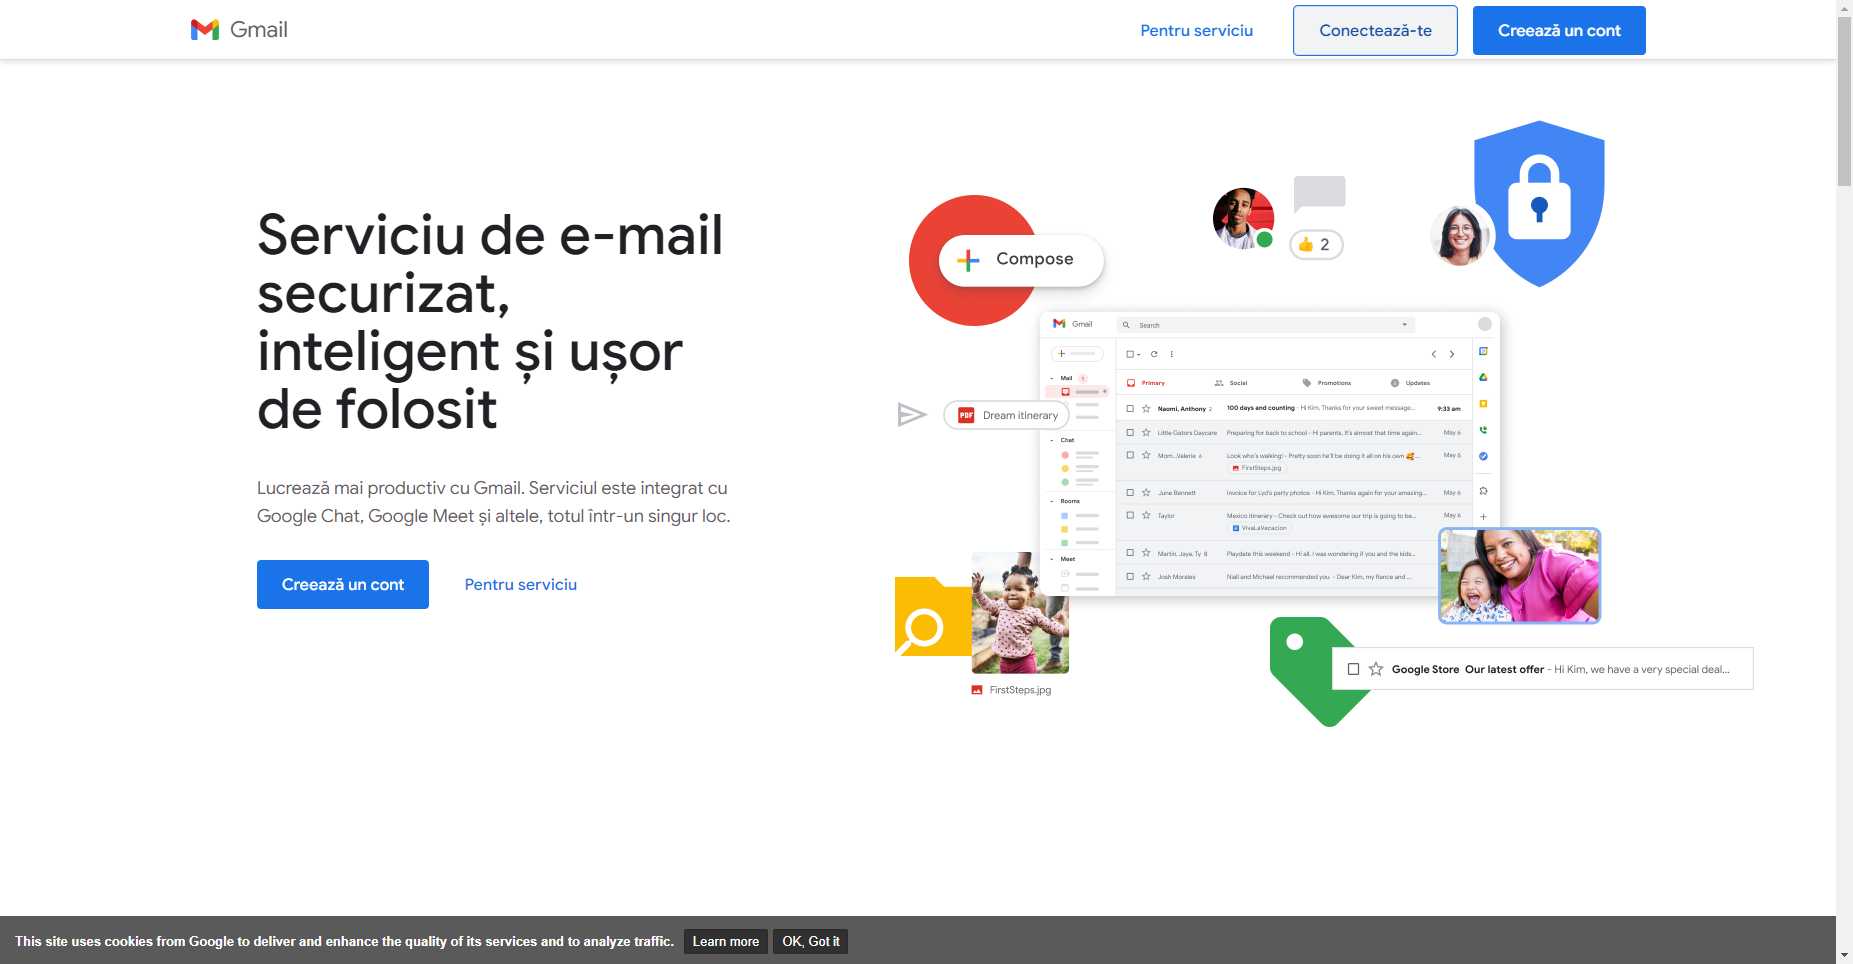 Gmail
Pentru serviciu
Conectează-te
Creează un cont
Serviciu de e-mail
securizat,
inteligent și ușor
de folosit
Lucrează mai productiv cu Gmail. Serviciul este integrat cu
Google Chat, Google Meet și altele, totul într-un singur loc.
Creează un cont
Pentru serviciu
Compose
2
Gmail
Search
Mail
1
Primary
Social
Promotions
Updates
Naomi, Anthony 2
100 days and counting - Hi Kim, Thanks for your sweet message...
9:33 am
PDF
Dream itinerary
Little Gators Daycare
Preparing for back to school - Hi parents, It's almost that time again...
May 6
Chat
Mom...Valerie 6
Look who's walking! - Pretty soon he'll be doing it all on his own 🥰...
May 6
FirstSteps.jpg
June Bennett
Invoice for Lyd's party photos - Hi Kim, Thanks again for your amazing...
May 6
Rooms
Taylor
Mexico itinerary - Check out how awesome our trip is going to be...
May 6
VivaLaVacacion
Martin, Jaye, Ty 8
Playdate this weekend - Hi all, I was wondering if you and the kids...
Meet
Josh Morales
Niall and Michael recommended you - Dear Kim, my fiance and ...
FirstSteps.jpg
Google Store Our latest offer - Hi Kim, we have a very special deal...
This site uses cookies from Google to deliver and enhance the quality of its services and to analyze traffic.
Learn more
OK, Got it